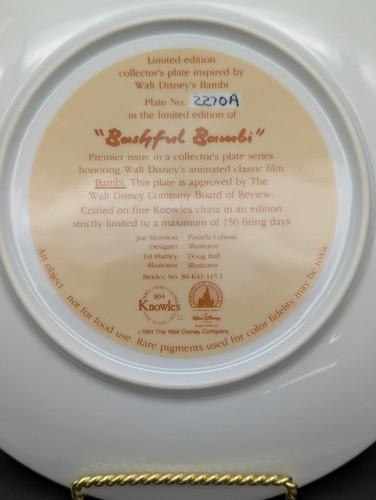 Limited-edition
collector's plate inspired by
Walt Disney's Bambi
Plate No. 2270A
in the limited edition of
"Bashful Bambi"
Premier issue in a collector's plate series
honoring Walt Disney's animated classic film
Bambi. This plate is approved by The
Walt Disney Company Board of Review.
Crafted on fine Knowles china in an edition
strictly limited to a maximum of 150 firing days
Joe Morrison Pamela Gibson
Designer Illustrator
Ed Hartley Doug Ball
Illustrator Illustrator
Bradex No. 84-K41-115.1
1854
Knowles
Walt Disney
©1991 The Walt Disney Company
Art object - not for food use. Rare pigments used for color fidelity may be toxic.